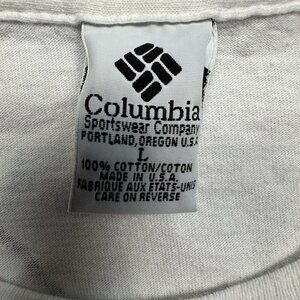 Columbia
Sportswear Company
PORTLAND, OREGON U.S.A
L
100% COTTON/COTON
MADE IN U.S.A.
FABRIQUE AUX ETATS-UNIS
CARE ON REVERSE